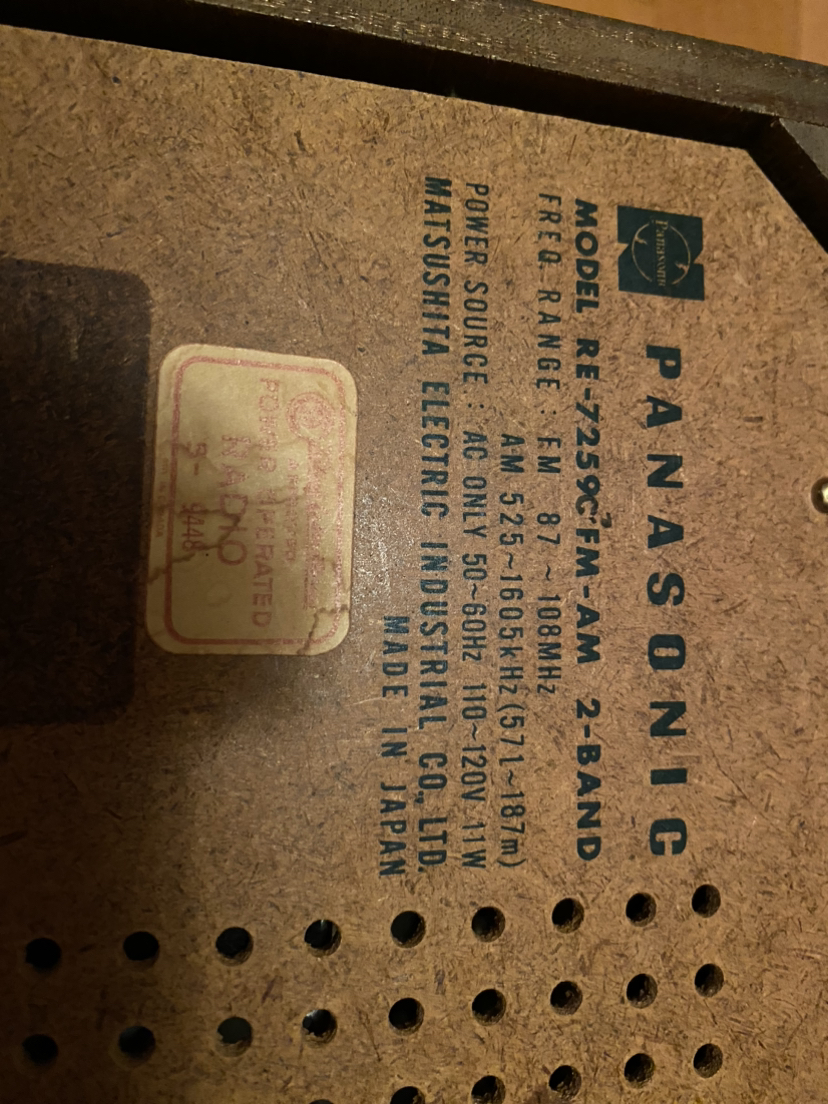 Panasonic
PANASONIC
MODEL RE-7259C FM-AM 2-BAND
FREQ. RANGE : FM 87~108MHz
AM 525~1605kHz(571~187m)
POWER SOURCE : AC ONLY 50~60Hz 110~120V 11W
MATSUSHITA ELECTRIC INDUSTRIAL CO., LTD.
MADE IN JAPAN
POWER OPERATED
RADIO